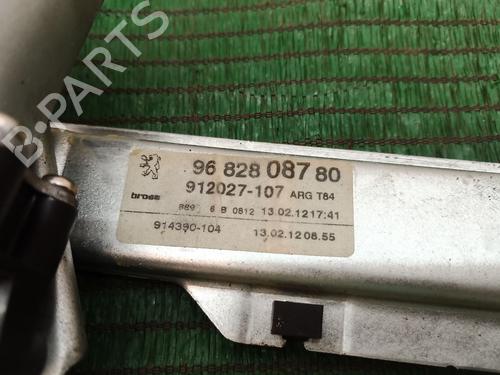 B-PARTS
96 828 087 80
brose
912027-107 ARG T84
889 6 B 0812 13.02.12 17:41
914390-104 13.02.12 08.55